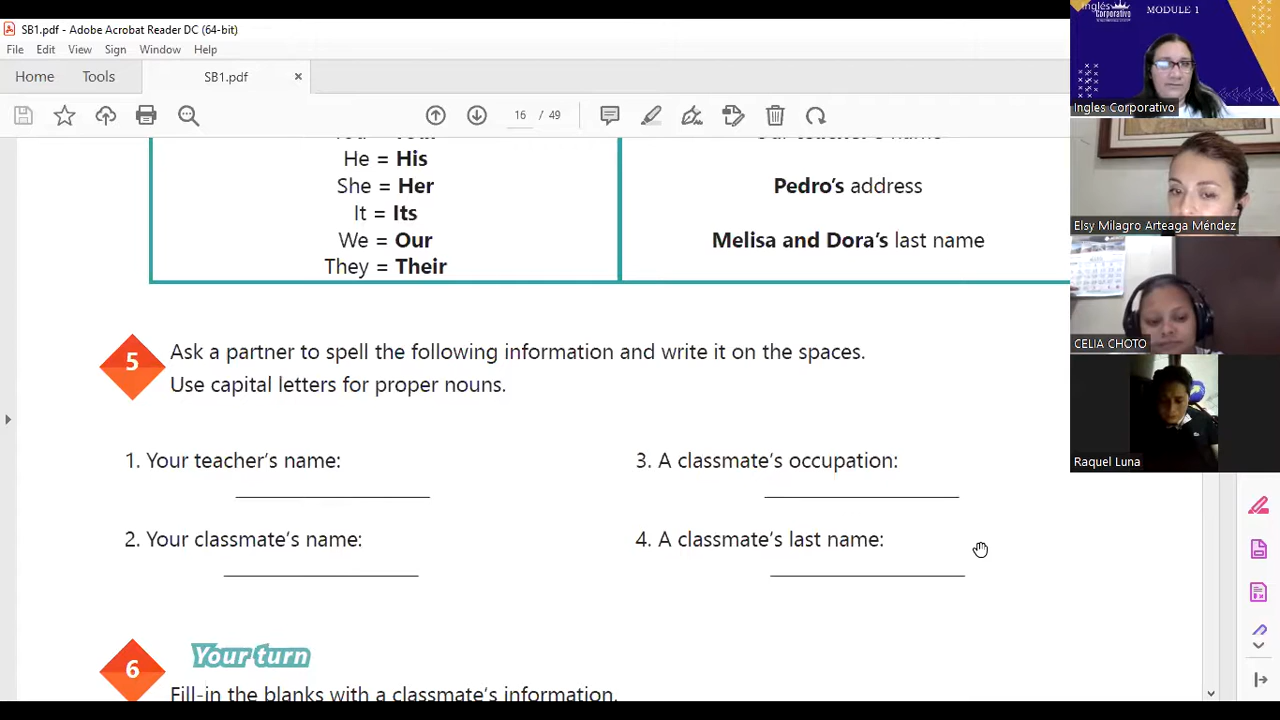 SB1.pdf - Adobe Acrobat Reader DC (64-bit)
File Edit View Sign Window Help
Home Tools SB1.pdf ×
16 / 49
He = His
She = Her
It = Its
We = Our
They = Their
Pedro's address
Melisa and Dora's last name
5
Ask a partner to spell the following information and write it on the spaces.
Use capital letters for proper nouns.
1. Your teacher's name:
2. Your classmate's name:
3. A classmate's occupation:
4. A classmate's last name:
6
Your turn
Fill-in the blanks with a classmate's information.
Inglés
Corporativo
MODULE 1
Ingles Corporativo
Elsy Milagro Arteaga Méndez
CELIA CHOTO
Raquel Luna